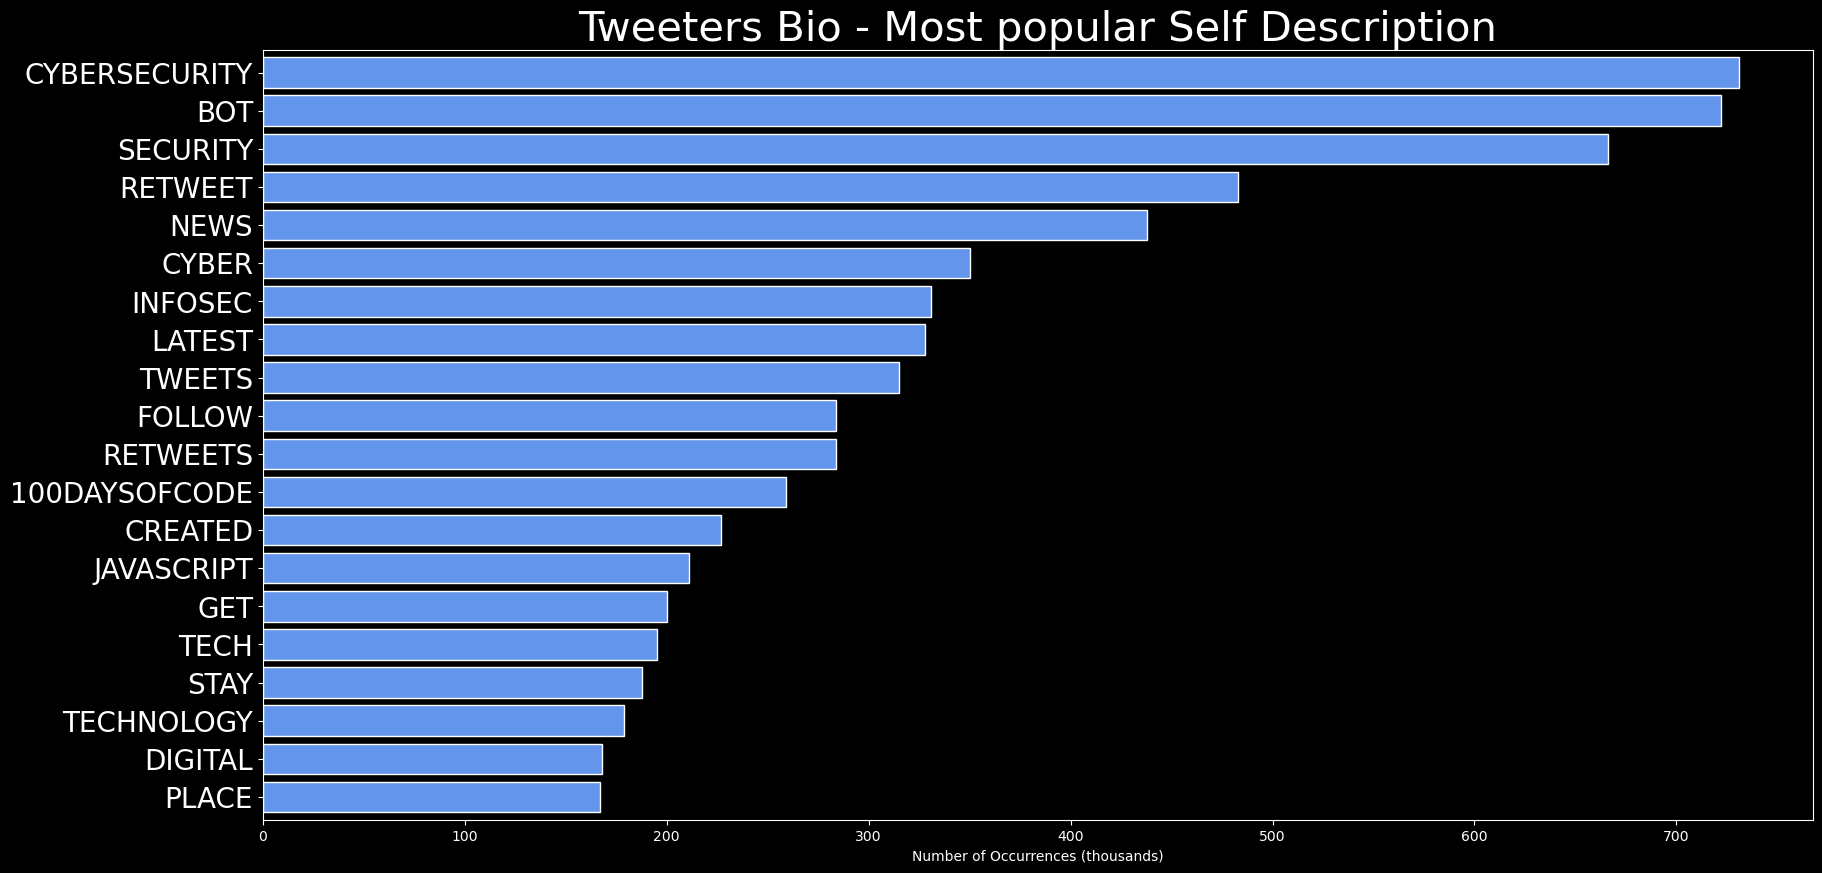 Tweeters Bio - Most popular Self Description
CYBERSECURITY
BOT
SECURITY
RETWEET
NEWS
CYBER
INFOSEC
LATEST
TWEETS
FOLLOW
RETWEETS
100DAYSOFCODE
CREATED
JAVASCRIPT
GET
TECH
STAY
TECHNOLOGY
DIGITAL
PLACE
0 100 200 300 400 500 600 700
Number of Occurrences (thousands)